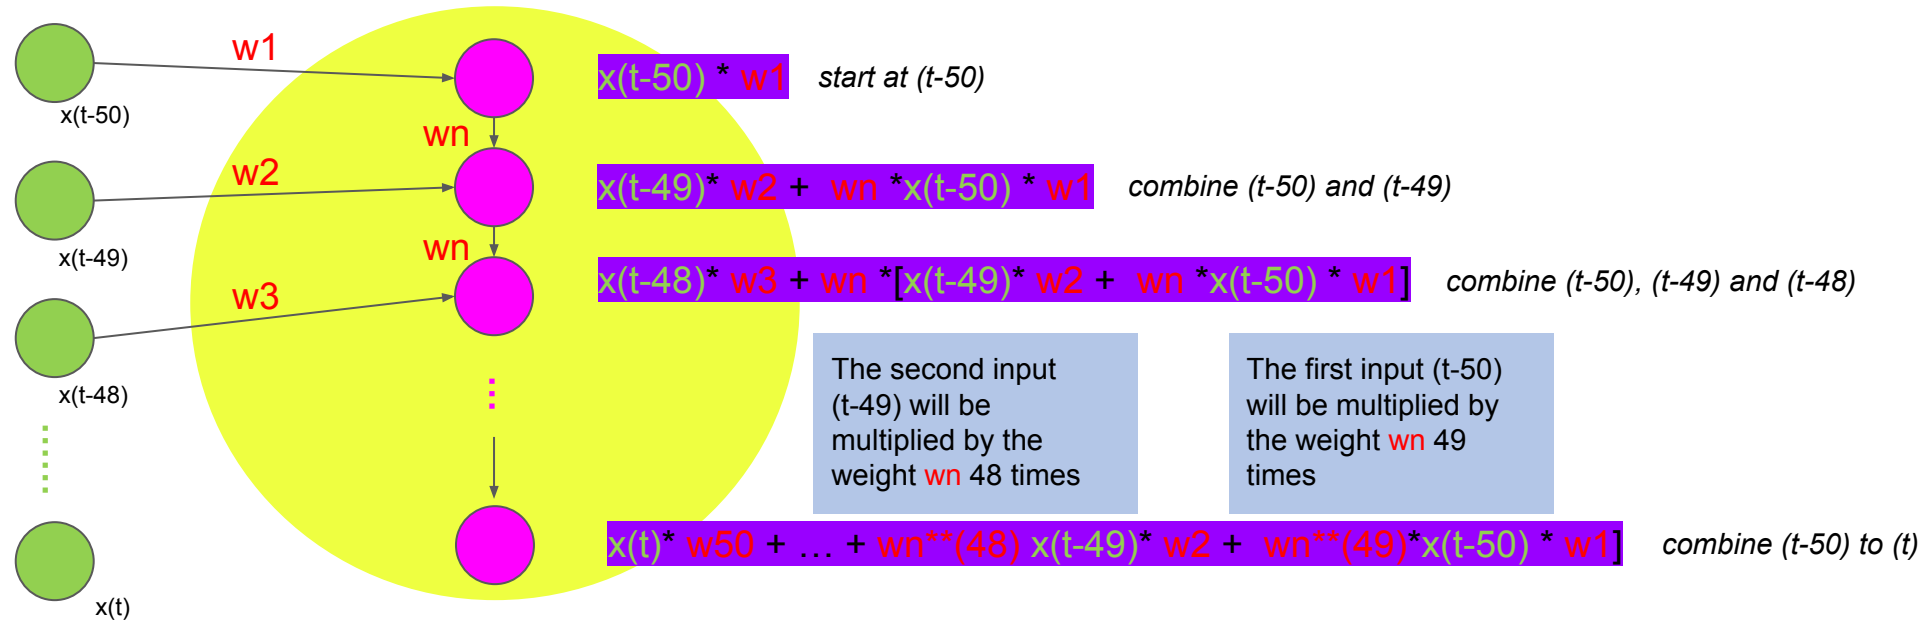 w1
x(t-50) * w1
start at (t-50)
x(t-50)
wn
w2
x(t-49)* w2 + wn *x(t-50) * w1
combine (t-50) and (t-49)
x(t-49)
wn
w3
x(t-48)* w3 + wn *[x(t-49)* w2 + wn *x(t-50) * w1]
combine (t-50), (t-49) and (t-48)
x(t-48)
The second input
(t-49) will be
multiplied by the
weight wn 48 times
The first input (t-50)
will be multiplied by
the weight wn 49
times
x(t)* w50 + … + wn**(48) x(t-49)* w2 + wn**(49)*x(t-50) * w1]
combine (t-50) to (t)
x(t)